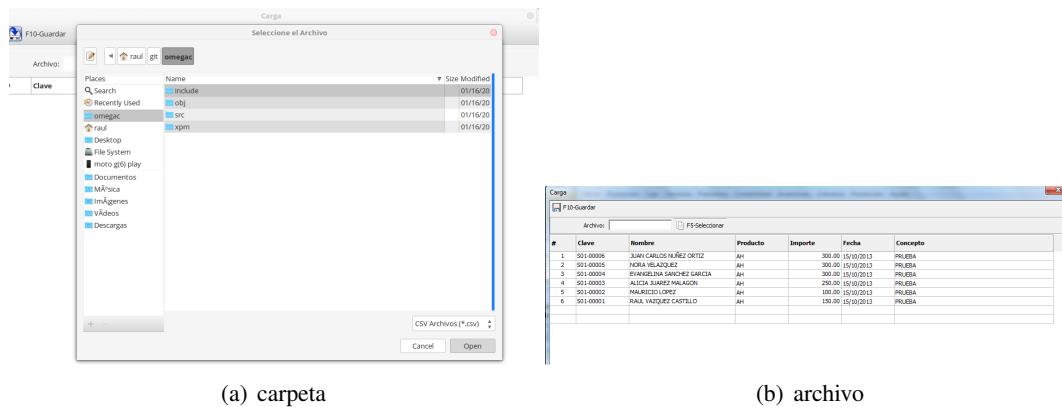 Carga
F10-Guardar
Seleccione el Archivo
raul git omegac
Archivo:
Clave
Places Name Size Modified
Search include 01/16/20
Recently Used obj 01/16/20
omegac src 01/16/20
raul xpm 01/16/20
Desktop
File System
moto g(6) play
Documentos
MÃºsica
ImÃ¡genes
VÃ­deos
Descargas
CSV Archivos (*.csv)
Cancel Open
(a) carpeta
Carga
F10-Guardar
Archivo: F5-Seleccionar
# Clave Nombre Producto Importe Fecha Concepto
1 S01-00006 JUAN CARLOS NUÑEZ ORTIZ AH 300.00 15/10/2013 PRUEBA
2 S01-00005 NORA VELAZQUEZ AH 300.00 15/10/2013 PRUEBA
3 S01-00004 EVANGELINA SANCHEZ GARCIA AH 300.00 15/10/2013 PRUEBA
4 S01-00003 ALICIA JUAREZ MALAGON AH 250.00 15/10/2013 PRUEBA
5 S01-00002 MAURICIO LOPEZ AH 100.00 15/10/2013 PRUEBA
6 S01-00001 RAUL VAZQUEZ CASTILLO AH 150.00 15/10/2013 PRUEBA
(b) archivo